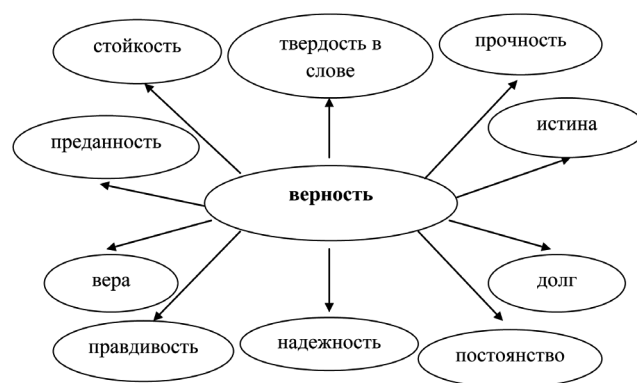 стойкость
твердость в
слове
прочность
преданность
истина
верность
вера
долг
правдивость
надежность
постоянство